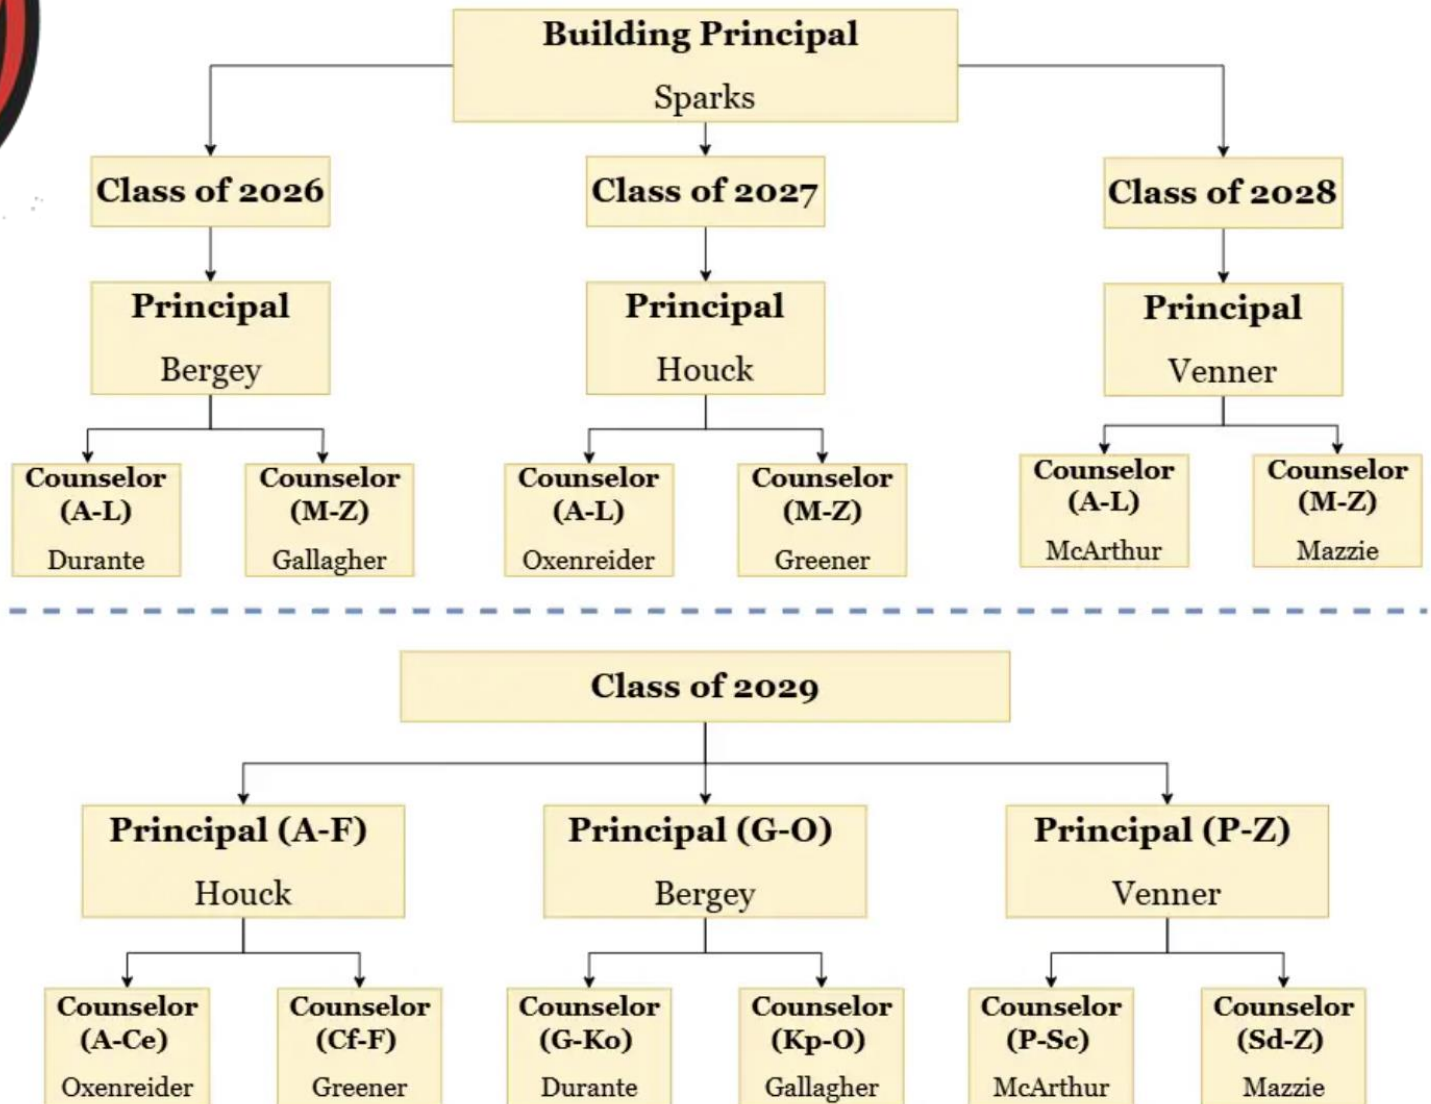 Building Principal
Sparks
Class of 2026
Class of 2027
Class of 2028
Principal
Bergey
Principal
Houck
Principal
Venner
Counselor
(A-L)
Durante
Counselor
(M-Z)
Gallagher
Counselor
(A-L)
Oxenreider
Counselor
(M-Z)
Greener
Counselor
(A-L)
McArthur
Counselor
(M-Z)
Mazzie
Class of 2029
Principal (A-F)
Houck
Principal (G-O)
Bergey
Principal (P-Z)
Venner
Counselor
(A-Ce)
Oxenreider
Counselor
(Cf-F)
Greener
Counselor
(G-Ko)
Durante
Counselor
(Kp-O)
Gallagher
Counselor
(P-Sc)
McArthur
Counselor
(Sd-Z)
Mazzie